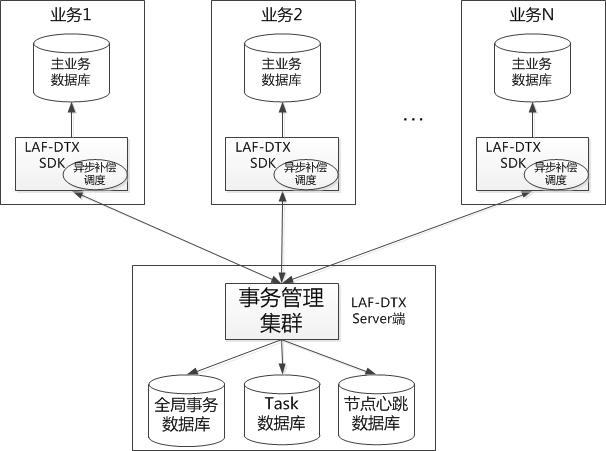 业务1
业务2
业务N
主业务
数据库
主业务
数据库
主业务
数据库
...
LAF-DTX
SDK
异步补偿
调度
LAF-DTX
SDK
异步补偿
调度
LAF-DTX
SDK
异步补偿
调度
事务管理
集群
LAF-DTX
Server端
全局事务
数据库
Task
数据库
节点心跳
数据库